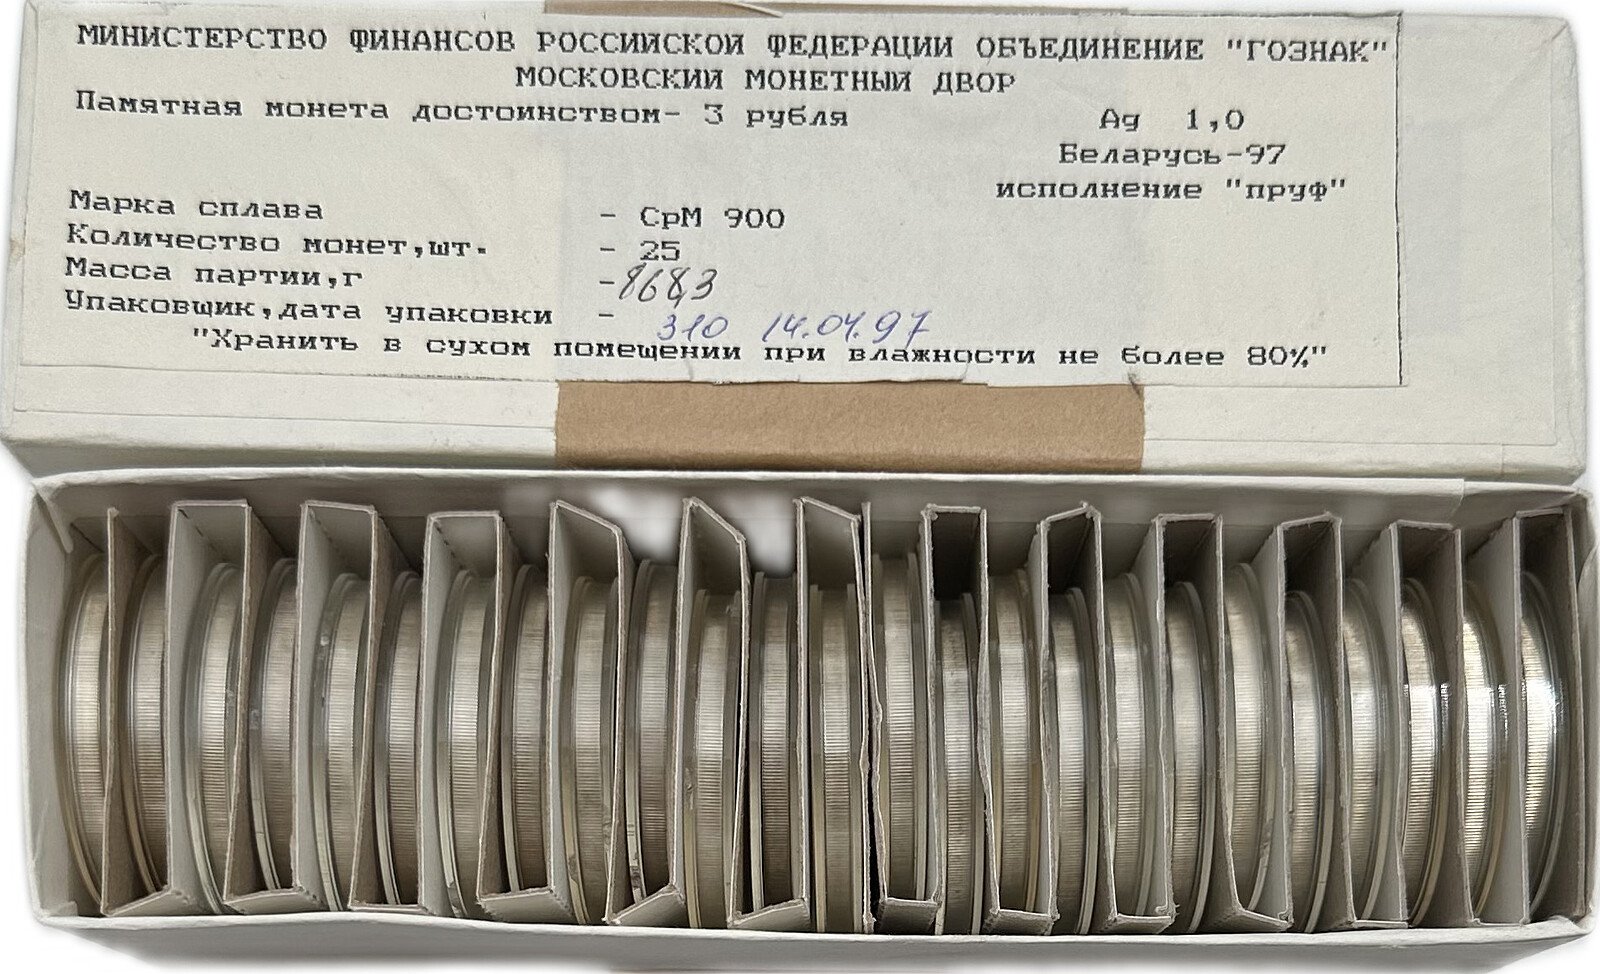 МИНИСТЕРСТВО ФИНАНСОВ РОССИЙСКОЙ ФЕДЕРАЦИИ ОБЪЕДИНЕНИЕ "ГОЗНАК"
МОСКОВСКИЙ МОНЕТНЫЙ ДВОР
Памятная монета достоинством- 3 рубля
Ag 1,0
Беларусь-97
исполнение "пруф"
Марка сплава - СрМ 900
Количество монет,шт. - 25
Масса партии,г - 868,3
Упаковщик,дата упаковки - 310 14.04.97
"Хранить в сухом помещении при влажности не более 80%"